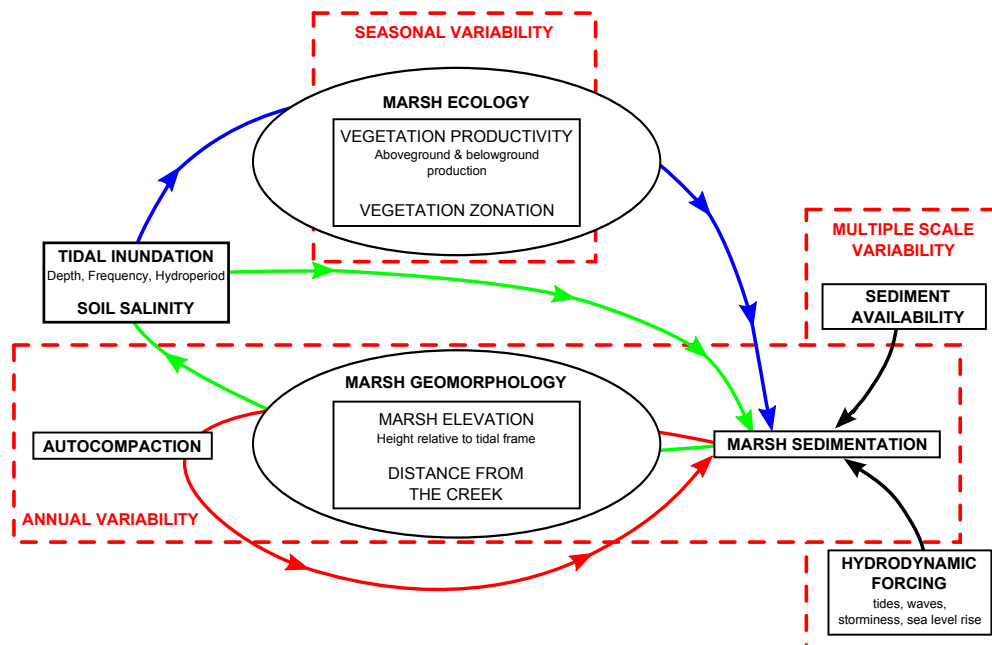 SEASONAL VARIABILITY
MARSH ECOLOGY
VEGETATION PRODUCTIVITY
Aboveground & belowground
production
VEGETATION ZONATION
TIDAL INUNDATION
Depth, Frequency, Hydroperiod
SOIL SALINITY
MULTIPLE SCALE
VARIABILITY
SEDIMENT
AVAILABILITY
MARSH GEOMORPHOLOGY
MARSH ELEVATION
Height relative to tidal frame
DISTANCE FROM
THE CREEK
AUTOCOMPACTION
MARSH SEDIMENTATION
ANNUAL VARIABILITY
HYDRODYNAMIC
FORCING
tides, waves,
storminess, sea level rise